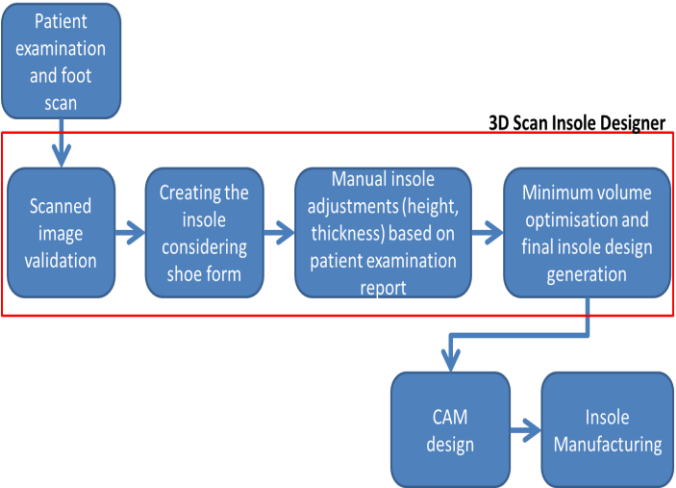 Patient
examination
and foot
scan
3D Scan Insole Designer
Scanned
image
validation
Creating the
insole
considering
shoe form
Manual insole
adjustments (height,
thickness) based on
patient examination
report
Minimum volume
optimisation and
final insole design
generation
CAM
design
Insole
Manufacturing